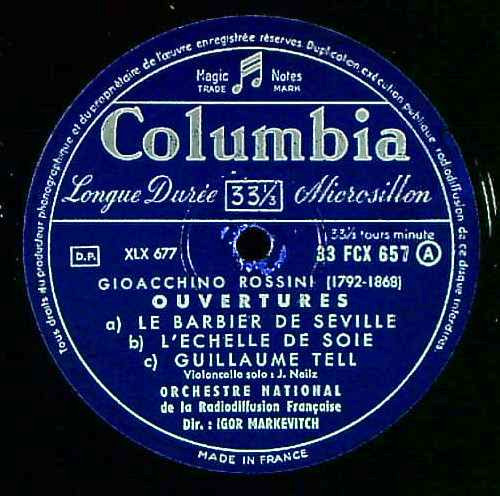 Tous droits du producteur phonographique et du propriétaire de l'œuvre enregistrée réservés. Duplication, exécution publique, radiodiffusion de ce disque interdites
Magic Notes
TRADE MARK
Columbia
Longue Durée 33⅓ Microsillon
33⅓ tours minute
D.P. XLX 677 33 FCX 657 A
GIOACCHINO ROSSINI (1792-1868)
OUVERTURES
a) LE BARBIER DE SEVILLE
b) L'ECHELLE DE SOIE
c) GUILLAUME TELL
Violoncelle solo : J. Neilz
ORCHESTRE NATIONAL
de la Radiodiffusion Française
Dir. : IGOR MARKEVITCH
MADE IN FRANCE